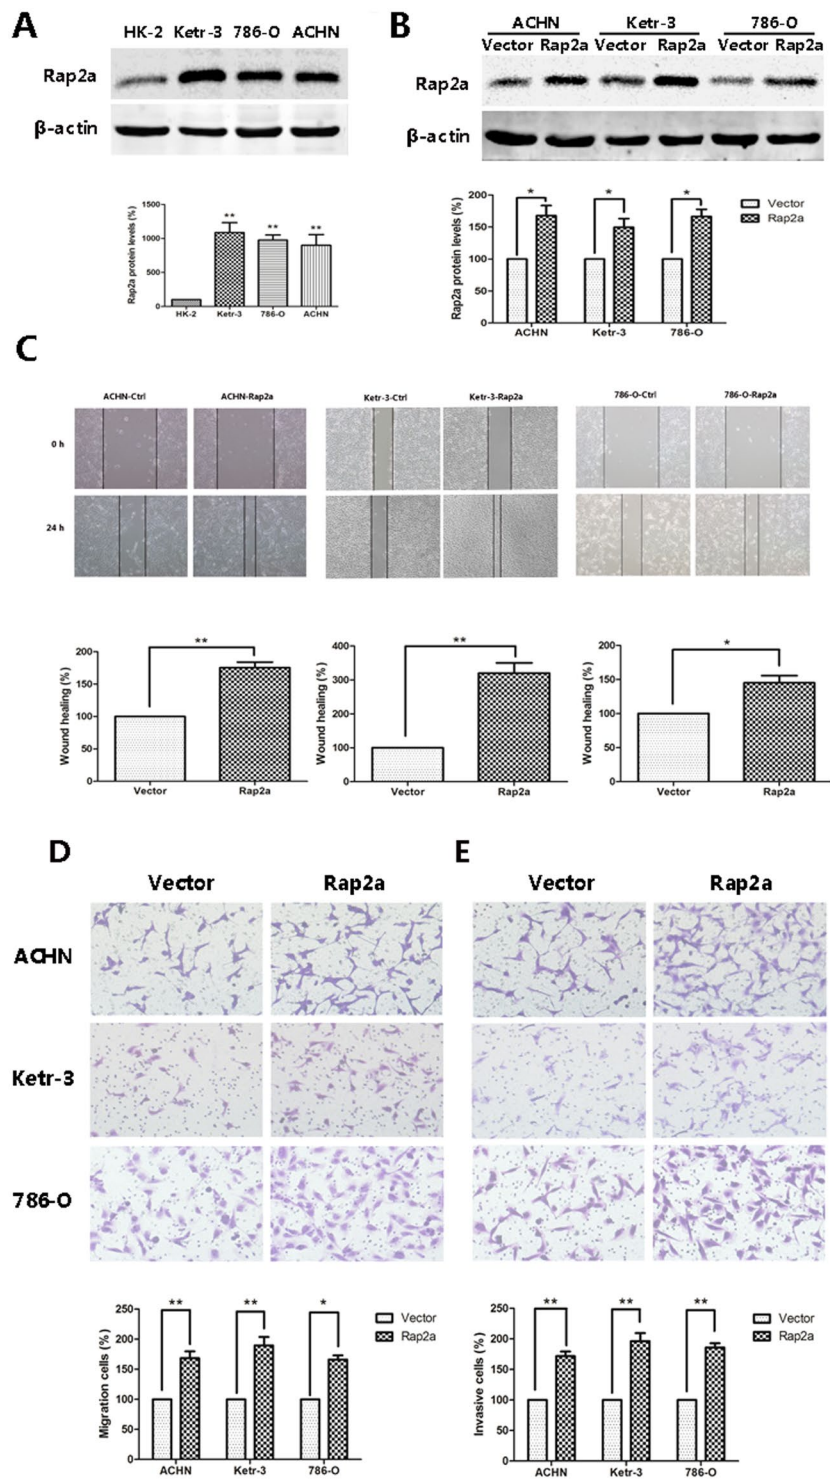 A
HK-2 Ketr-3 786-O ACHN
Rap2a
β-actin
Rap2a protein levels (%)
1500
1000
500
0
** ** **
HK-2 Ketr-3 786-O ACHN
B
ACHN Ketr-3 786-O
Vector Rap2a Vector Rap2a Vector Rap2a
Rap2a
β-actin
Rap2a protein levels (%)
200
150
100
50
0
* * *
Vector
Rap2a
ACHN Ketr-3 786-O
C
ACHN-Ctrl ACHN-Rap2a Ketr-3-Ctrl Ketr-3-Rap2a 786-O-Ctrl 786-O-Rap2a
0 h
24 h
Wound healing (%)
200
150
100
50
0
**
Vector Rap2a
Wound healing (%)
400
300
200
100
0
**
Vector Rap2a
Wound healing (%)
200
150
100
50
0
*
Vector Rap2a
D
Vector Rap2a
E
Vector Rap2a
ACHN
Ketr-3
786-O
Migration cells (%)
250
200
150
100
50
0
** ** *
Vector
Rap2a
ACHN Ketr-3 786-O
Invasive cells (%)
250
200
150
100
50
0
** ** **
Vector
Rap2a
ACHN Ketr-3 786-O